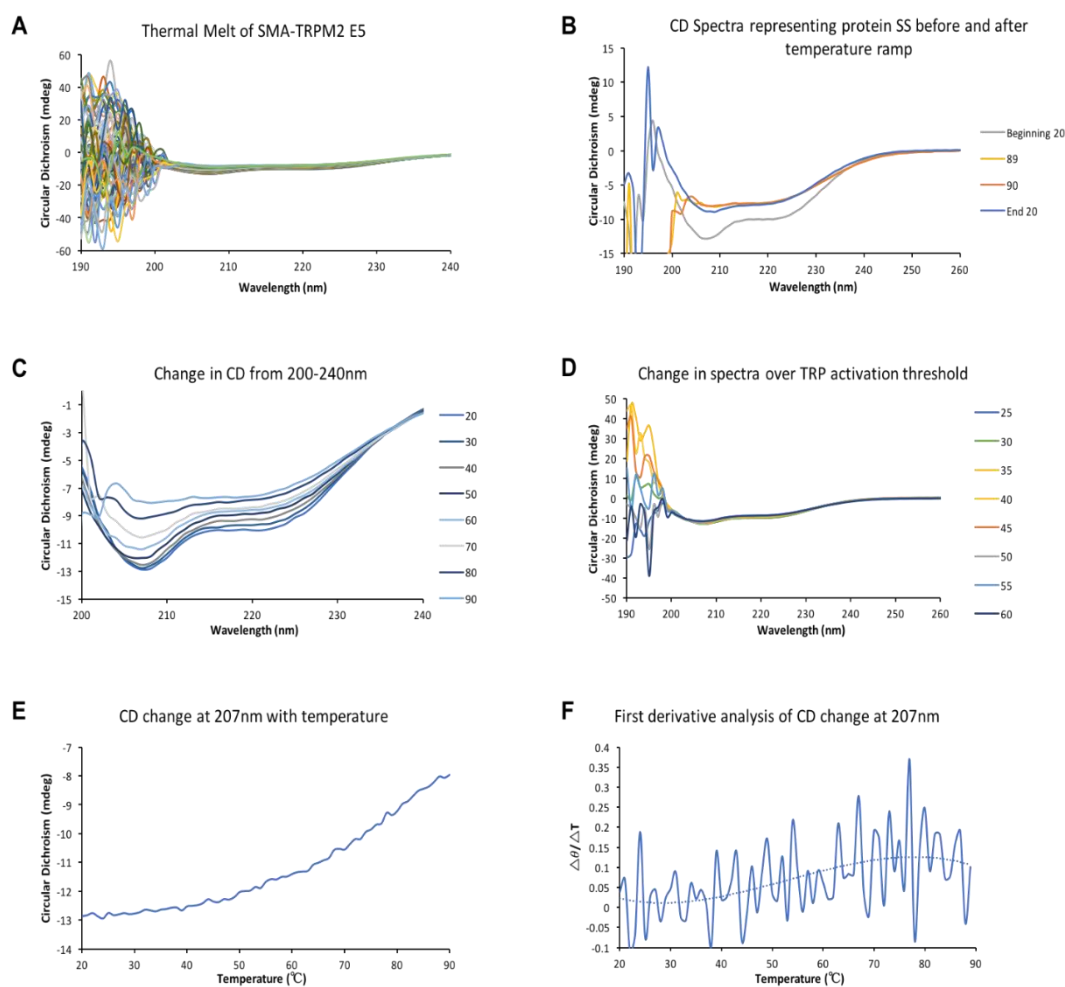 A
Thermal Melt of SMA-TRPM2 E5
Circular Dichroism (mdeg)
60
40
20
0
-20
-40
-60
190 200 210 220 230 240
Wavelength (nm)
B
CD Spectra representing protein SS before and after
temperature ramp
Circular Dichroism (mdeg)
15
10
5
0
-5
-10
-15
190 200 210 220 230 240 250 260
Wavelength (nm)
Beginning 20
89
90
End 20
C
Change in CD from 200-240nm
Circular Dichroism (mdeg)
-1
-3
-5
-7
-9
-11
-13
-15
200 210 220 230 240
Wavelength (nm)
20
30
40
50
60
70
80
90
D
Change in spectra over TRP activation threshold
Circular Dichroism (mdeg)
50
40
30
20
10
0
-10
-20
-30
-40
-50
190 200 210 220 230 240 250 260
Wavelength (nm)
25
30
35
40
45
50
55
60
E
CD change at 207nm with temperature
Circular Dichroism (mdeg)
-7
-8
-9
-10
-11
-12
-13
-14
20 30 40 50 60 70 80 90
Temperature (℃)
F
First derivative analysis of CD change at 207nm
△θ/△T
0.4
0.35
0.3
0.25
0.2
0.15
0.1
0.05
0
-0.05
-0.1
20 30 40 50 60 70 80 90
Temperature (℃)